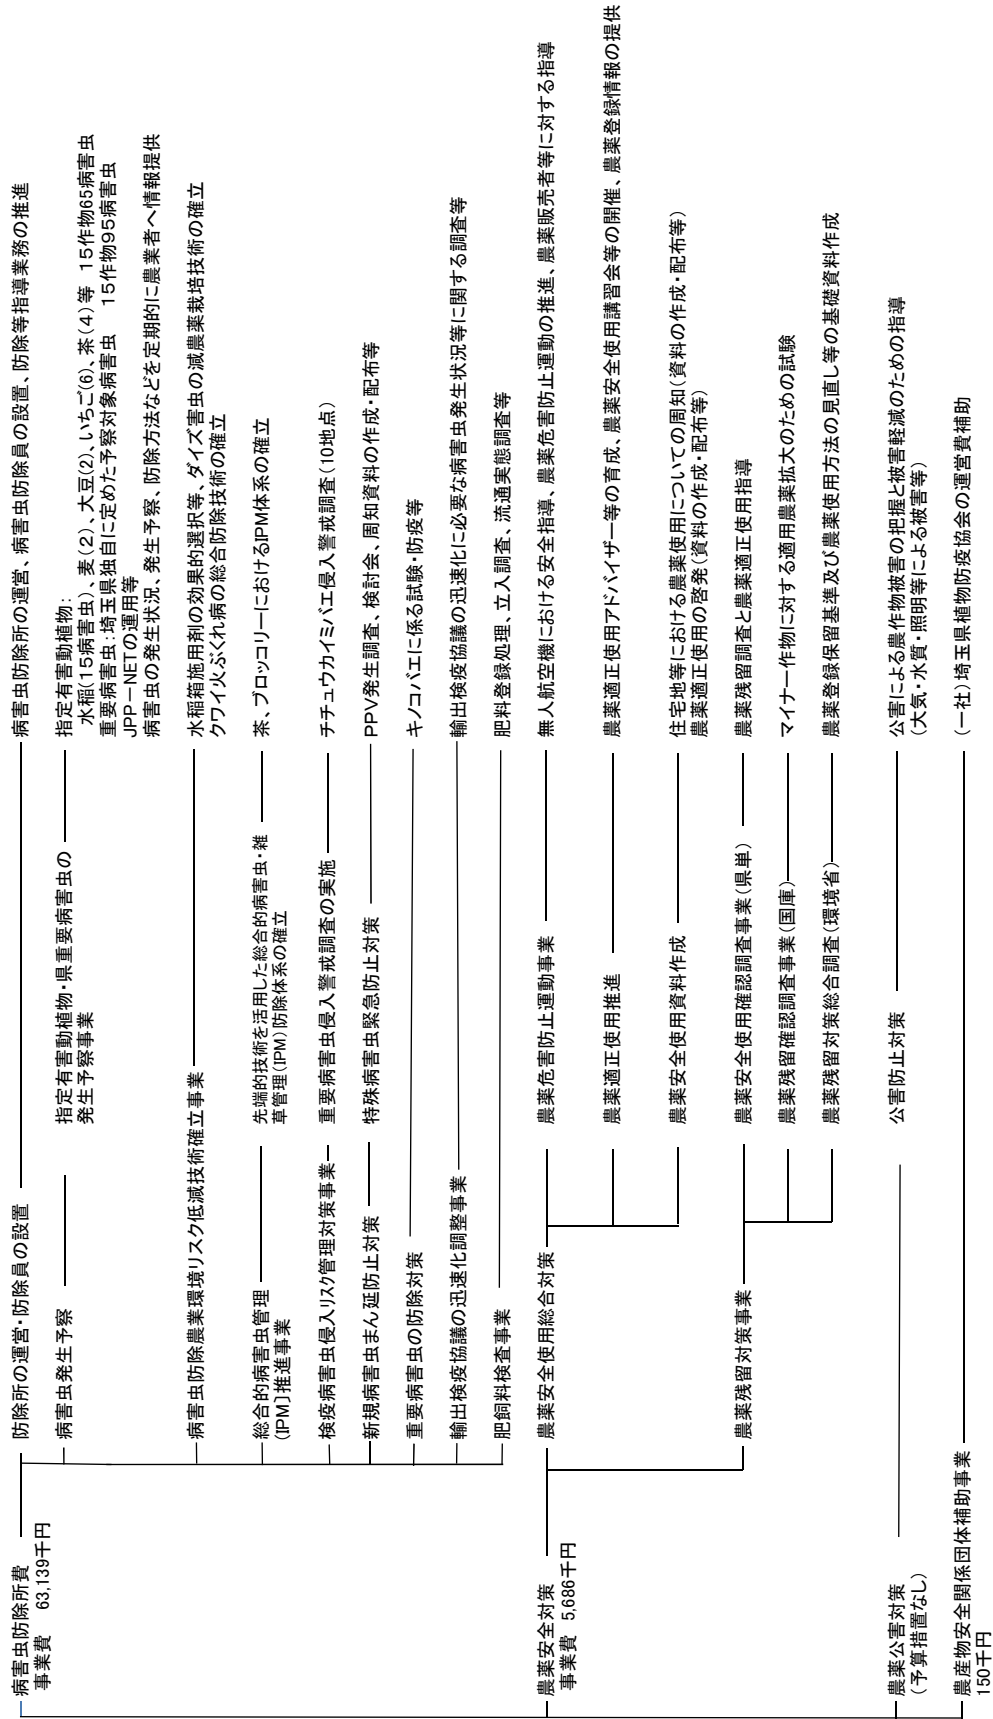 病害虫防除所費
事業費　63,139千円
防除所の運営・防除員の設置
病害虫防除所の運営、病害虫防除員の設置、防除等指導業務の推進
病害虫発生予察
指定有害動植物・県重要病害虫の
発生予察事業
指定有害動植物：
水稲（１５病害虫）、麦（２）、大豆(2)、いちご(6)、茶（４）等　１５作物６５病害虫
重要病害虫：埼玉県独自に定めた予察対象病害虫　１５作物９５病害虫
JPP－NETの運用等
病害虫の発生状況、発生予察、防除方法などを定期的に農業者へ情報提供
病害虫防除農業環境リスク低減技術確立事業
水稲箱施用剤の効果的選択等、ダイズ害虫の減農薬栽培技術の確立
クワイ火ぶくれ病の総合防除技術の確立
総合的病害虫管理
(IPM]推進事業
先端的技術を活用した総合的病害虫・雑
草管理（IPM）防除体系の確立
茶、ブロッコリーにおけるIPM体系の確立
検疫病害虫侵入リスク管理対策事業
重要病害虫侵入警戒調査の実施
チチュウカイミバエ侵入警戒調査（10地点）
新規病害虫まん延防止対策
特殊病害虫緊急防止対策
PPV発生調査、検討会、周知資料の作成・配布等
重要病害虫の防除対策
キノコバエに係る試験・防疫等
輸出検疫協議の迅速化調整事業
輸出検疫協議の迅速化に必要な病害虫発生状況等に関する調査等
肥飼料検査事業
肥料登録処理、立入調査、流通実態調査等
農薬安全対策
事業費　5,686千円
農薬安全使用総合対策
農薬危害防止運動事業
無人航空機における安全指導、農薬危害防止運動の推進、農薬販売者等に対する指導
農薬適正使用推進
農薬適正使用アドバイザー等の育成、農薬安全使用講習会等の開催、農薬登録情報の提供
農薬安全使用資料作成
住宅地等における農薬使用についての周知（資料の作成・配布等）
農薬適正使用の啓発（資料の作成・配布等）
農薬残留対策事業
農薬安全使用確認調査事業（県単）
農薬残留調査と農薬適正使用指導
農薬残留確認調査事業（国庫）
マイナー作物に対する適用農薬拡大のための試験
農薬残留対策総合調査（環境省）
農薬登録保留基準及び農薬使用方法の見直し等の基礎資料作成
農薬公害対策
（予算措置なし）
公害防止対策
公害による農作物被害の把握と被害軽減のための指導
（大気・水質・照明等による被害等）
農産物安全関係団体補助事業
150千円
（一社）埼玉県植物防疫協会の運営費補助